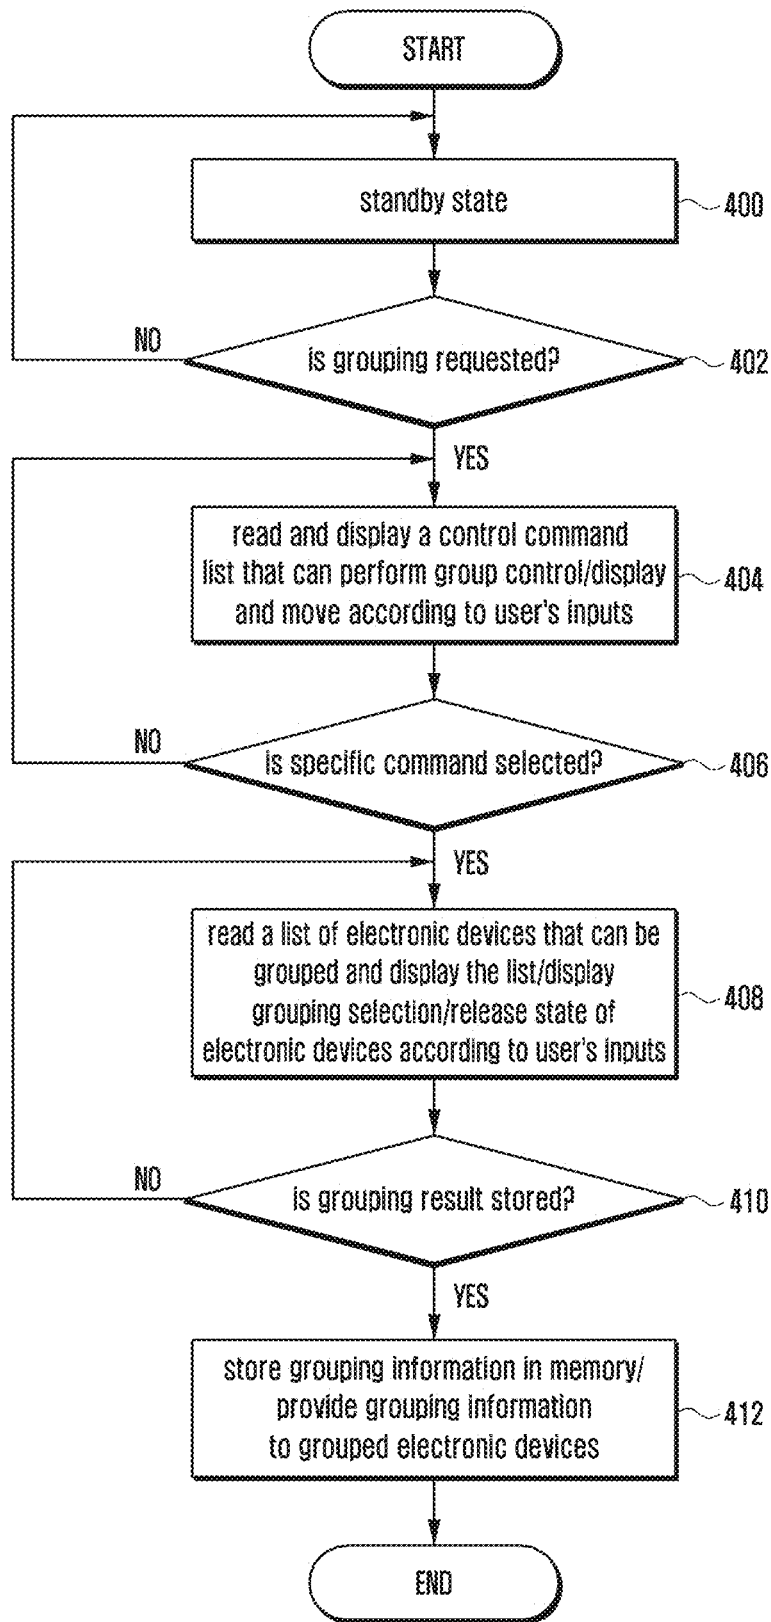 START
standby state
400
NO
is grouping requested?
402
YES
read and display a control command
list that can perform group control/display
and move according to user's inputs
404
NO
is specific command selected?
406
YES
read a list of electronic devices that can be
grouped and display the list/display
grouping selection/release state of
electronic devices according to user's inputs
408
NO
is grouping result stored?
410
YES
store grouping information in memory/
provide grouping information
to grouped electronic devices
412
END